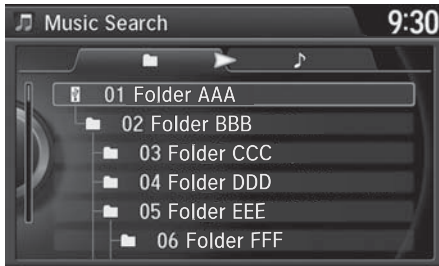 Music Search 9:30
01 Folder AAA
02 Folder BBB
03 Folder CCC
04 Folder DDD
05 Folder EEE
06 Folder FFF